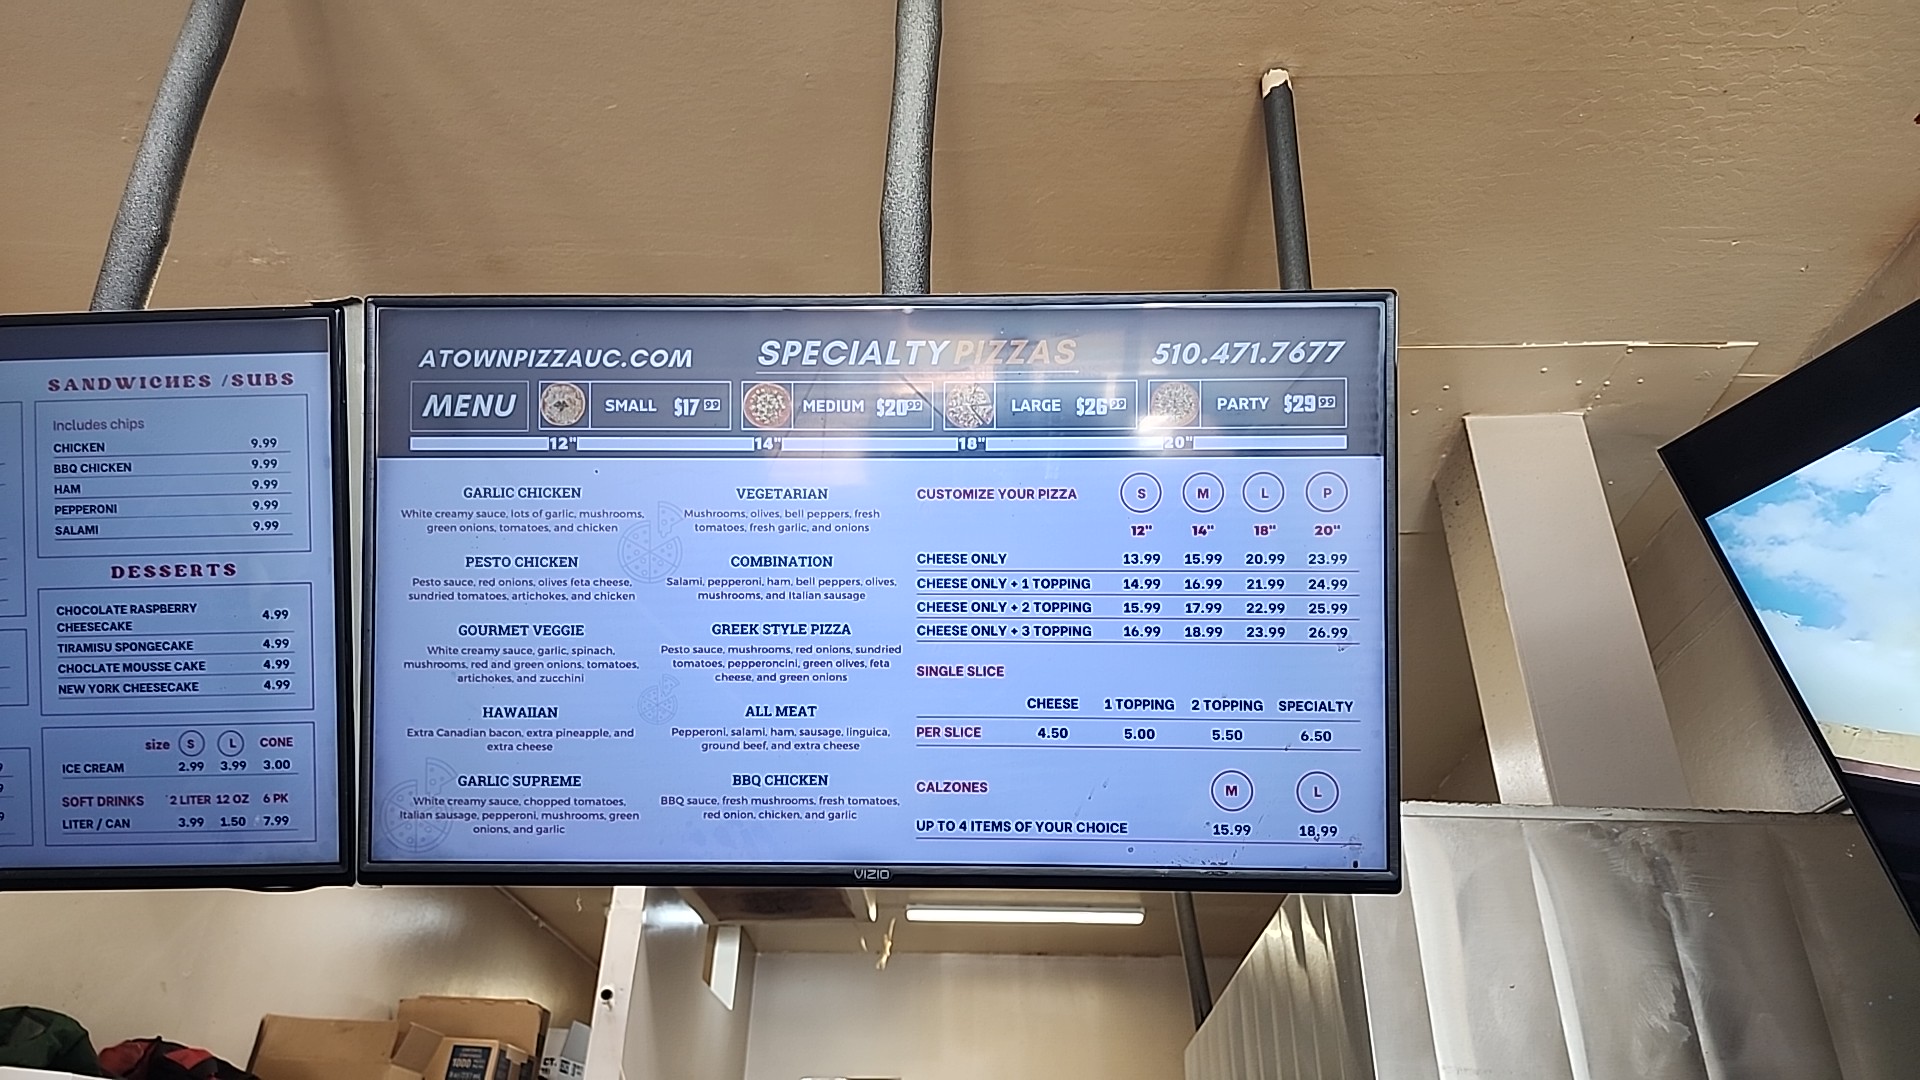 SANDWICHES /SUBS
Includes chips
CHICKEN 9.99
BBQ CHICKEN 9.99
HAM 9.99
PEPPERONI 9.99
SALAMI 9.99
DESSERTS
CHOCOLATE RASPBERRY
CHEESECAKE 4.99
TIRAMISU SPONGECAKE 4.99
CHOCLATE MOUSSE CAKE 4.99
NEW YORK CHEESECAKE 4.99
size S L CONE
ICE CREAM 2.99 3.99 3.00
SOFT DRINKS 2 LITER 12 OZ 6 PK
LITER / CAN 3.99 1.50 7.99
ATOWNPIZZAUC.COM SPECIALTY PIZZAS 510.471.7677
MENU SMALL $17 99 MEDIUM $20 99 LARGE $26 99 PARTY $29 99
12" 14" 18" 20"
GARLIC CHICKEN
White creamy sauce, lots of garlic, mushrooms,
green onions, tomatoes, and chicken
PESTO CHICKEN
Pesto sauce, red onions, olives feta cheese,
sundried tomatoes, artichokes, and chicken
GOURMET VEGGIE
White creamy sauce, garlic, spinach,
mushrooms, red and green onions, tomatoes,
artichokes, and zucchini
HAWAIIAN
Extra Canadian bacon, extra pineapple, and
extra cheese
GARLIC SUPREME
White creamy sauce, chopped tomatoes,
Italian sausage, pepperoni, mushrooms, green
onions, and garlic
VEGETARIAN
Mushrooms, olives, bell peppers, fresh
tomatoes, fresh garlic, and onions
COMBINATION
Salami, pepperoni, ham, bell peppers, olives,
mushrooms, and Italian sausage
GREEK STYLE PIZZA
Pesto sauce, mushrooms, red onions, sundried
tomatoes, pepperoncini, green olives, feta
cheese, and green onions
ALL MEAT
Pepperoni, salami, ham, sausage, linguica,
ground beef, and extra cheese
BBQ CHICKEN
BBQ sauce, fresh mushrooms, fresh tomatoes,
red onion, chicken, and garlic
CUSTOMIZE YOUR PIZZA S M L P
12" 14" 18" 20"
CHEESE ONLY 13.99 15.99 20.99 23.99
CHEESE ONLY + 1 TOPPING 14.99 16.99 21.99 24.99
CHEESE ONLY + 2 TOPPING 15.99 17.99 22.99 25.99
CHEESE ONLY + 3 TOPPING 16.99 18.99 23.99 26.99
SINGLE SLICE
CHEESE 1 TOPPING 2 TOPPING SPECIALTY
PER SLICE 4.50 5.00 5.50 6.50
CALZONES M L
UP TO 4 ITEMS OF YOUR CHOICE 15.99 18.99
VIZIO
1000